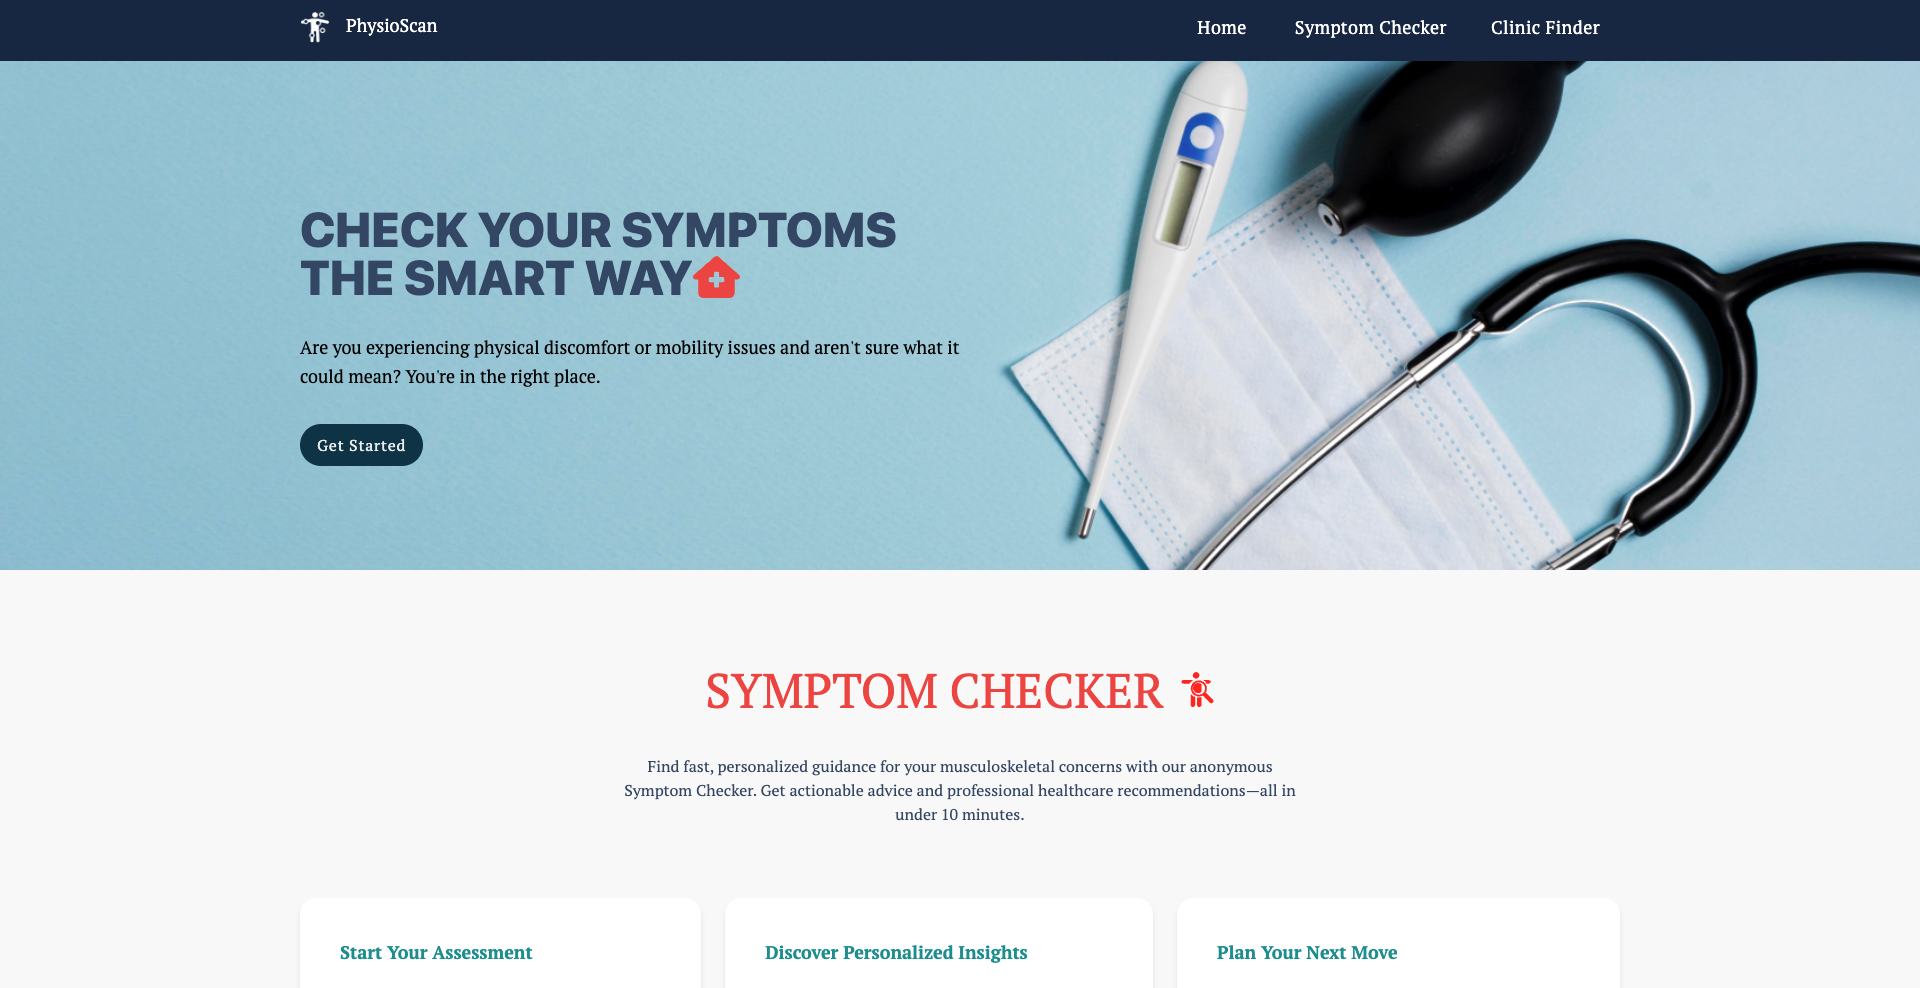 PhysioScan
Home
Symptom Checker
Clinic Finder
CHECK YOUR SYMPTOMS
THE SMART WAY
Are you experiencing physical discomfort or mobility issues and aren't sure what it
could mean? You're in the right place.
Get Started
SYMPTOM CHECKER
Find fast, personalized guidance for your musculoskeletal concerns with our anonymous
Symptom Checker. Get actionable advice and professional healthcare recommendations—all in
under 10 minutes.
Start Your Assessment
Discover Personalized Insights
Plan Your Next Move